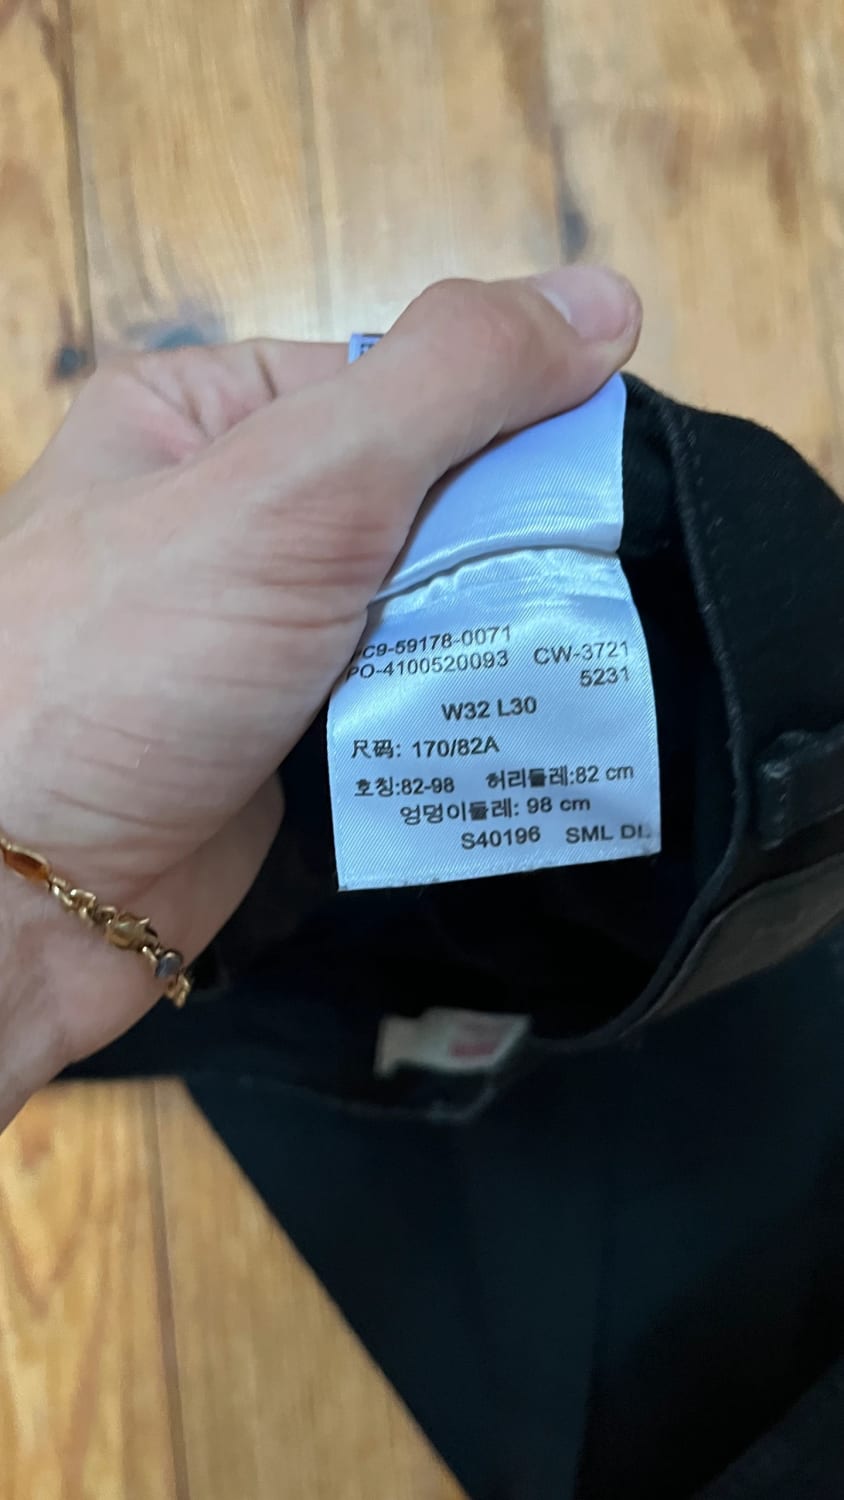 PC9-59178-0071
PO-4100520093 CW-3721
5231
W32 L30
尺码: 170/82A
호칭:82-98 허리둘레:82 cm
엉덩이둘레: 98 cm
S40196 SML DI.